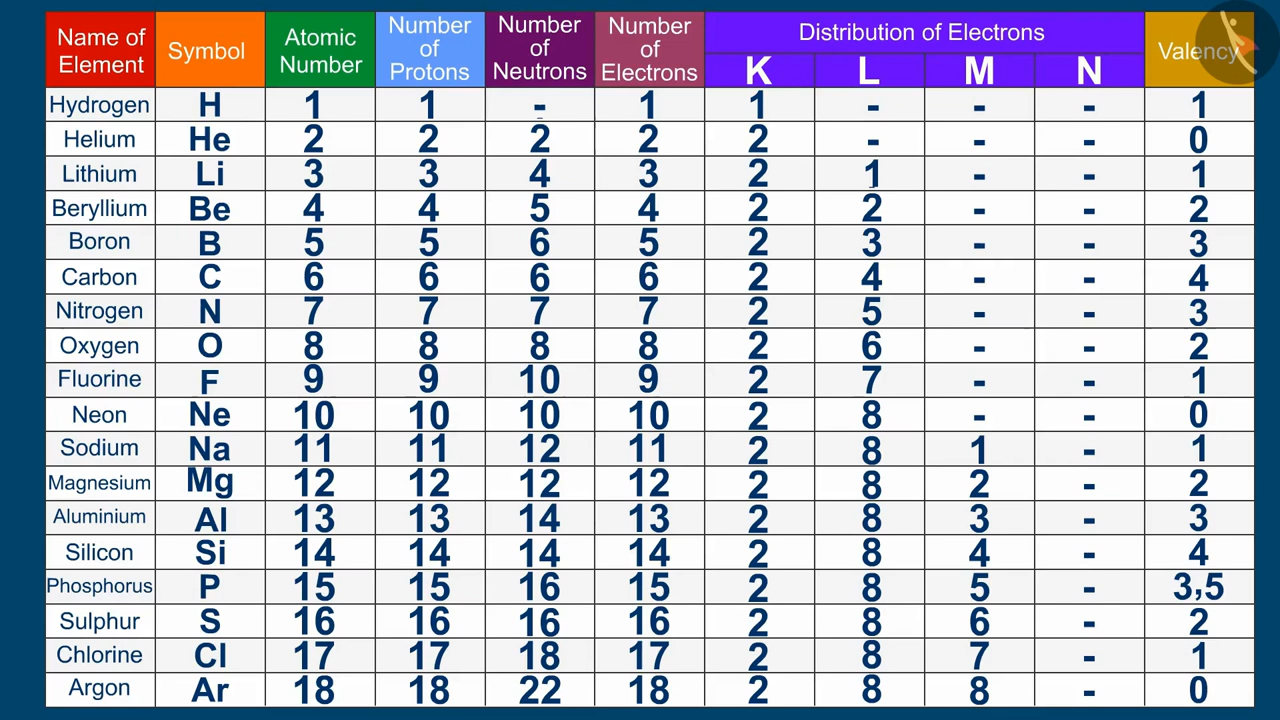 Name of Element Symbol Atomic Number Number of Protons Number of Neutrons Number of Electrons Distribution of Electrons Valency
K L M N
Hydrogen H 1 1 - 1 1 - - - 1
Helium He 2 2 2 2 2 - - - 0
Lithium Li 3 3 4 3 2 1 - - 1
Beryllium Be 4 4 5 4 2 2 - - 2
Boron B 5 5 6 5 2 3 - - 3
Carbon C 6 6 6 6 2 4 - - 4
Nitrogen N 7 7 7 7 2 5 - - 3
Oxygen O 8 8 8 8 2 6 - - 2
Fluorine F 9 9 10 9 2 7 - - 1
Neon Ne 10 10 10 10 2 8 - - 0
Sodium Na 11 11 12 11 2 8 1 - 1
Magnesium Mg 12 12 12 12 2 8 2 - 2
Aluminium Al 13 13 14 13 2 8 3 - 3
Silicon Si 14 14 14 14 2 8 4 - 4
Phosphorus P 15 15 16 15 2 8 5 - 3,5
Sulphur S 16 16 16 16 2 8 6 - 2
Chlorine Cl 17 17 18 17 2 8 7 - 1
Argon Ar 18 18 22 18 2 8 8 - 0